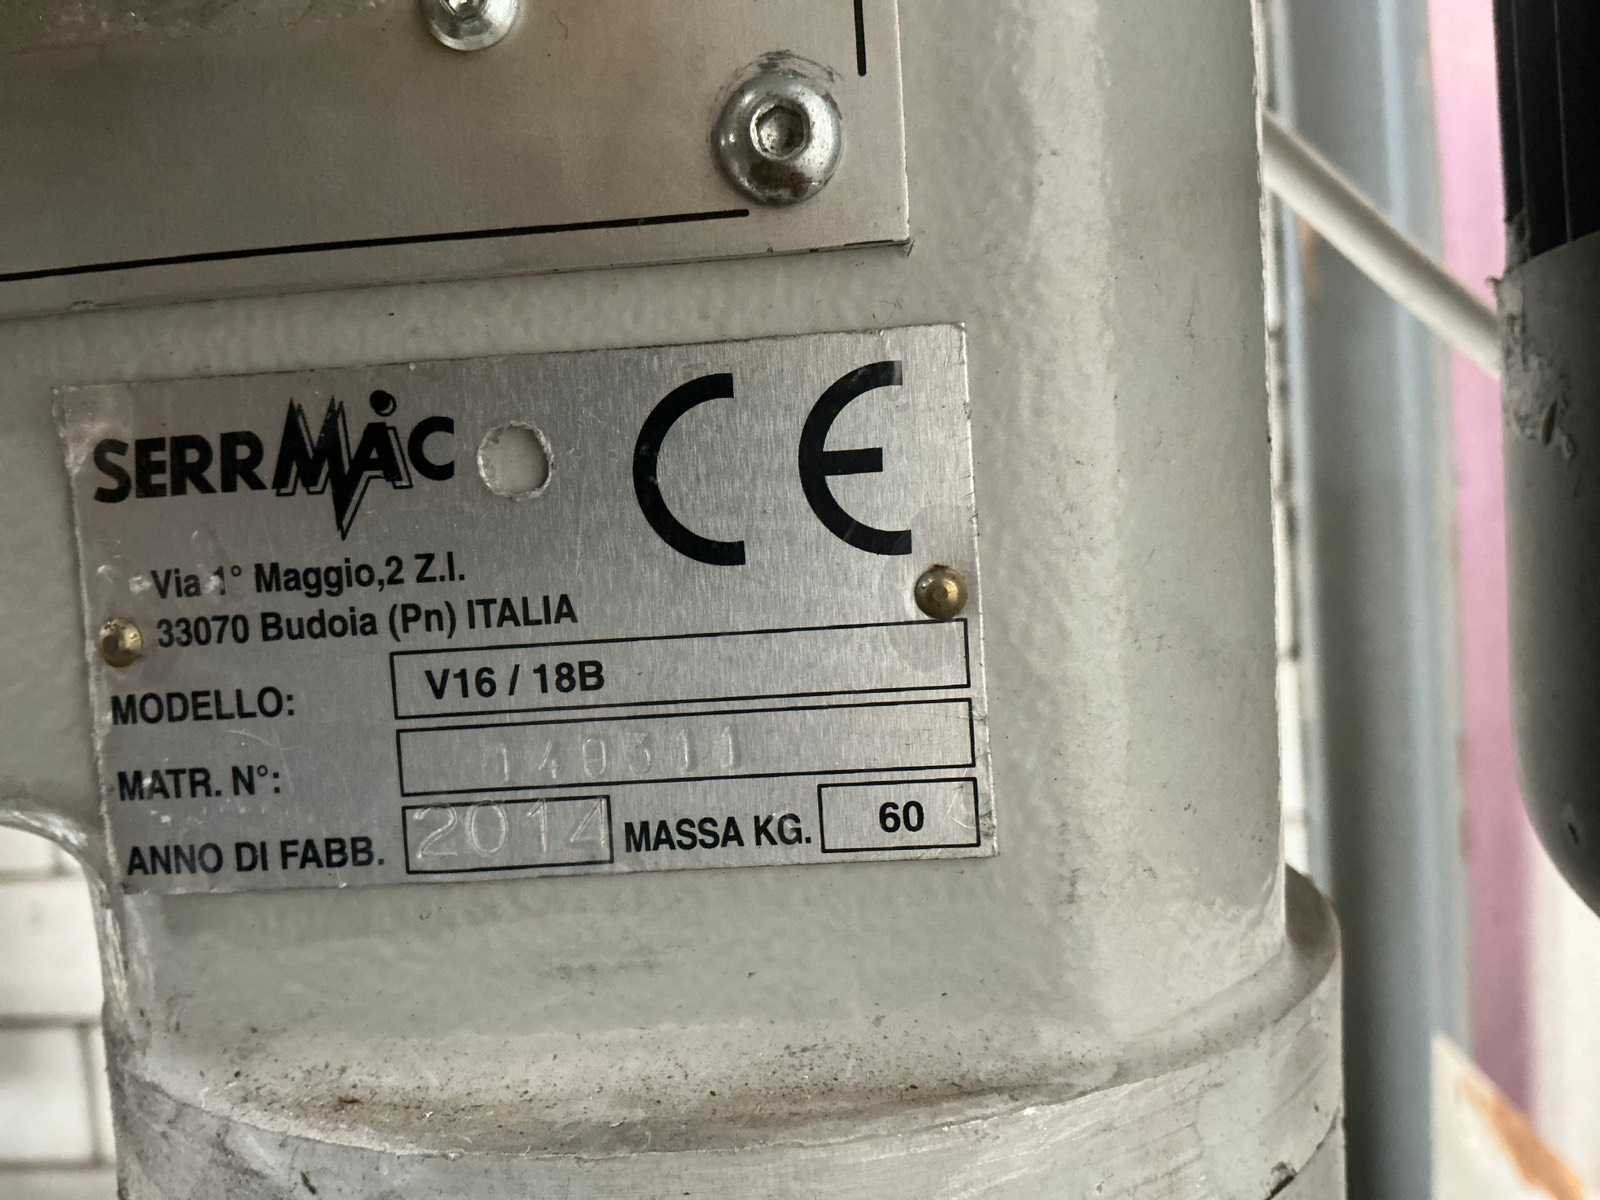 SERRMAC
CE
Via 1° Maggio,2 Z.I.
33070 Budoia (Pn) ITALIA
MODELLO: V16 / 18B
MATR. N°: 140311
ANNO DI FABB. 2014 MASSA KG. 60